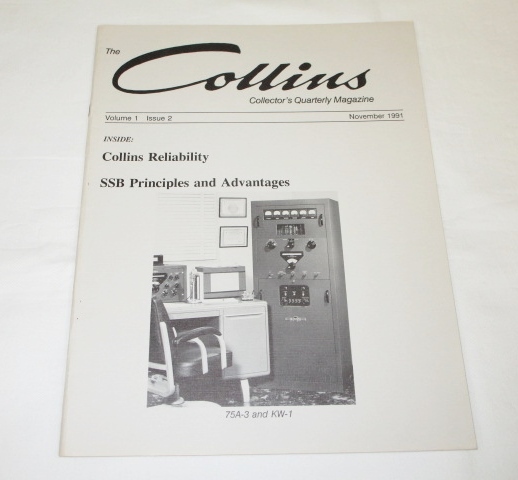 The
Collins
Collector's Quarterly Magazine
Volume 1 Issue 2 November 1991
INSIDE:
Collins Reliability
SSB Principles and Advantages
75A-3 and KW-1